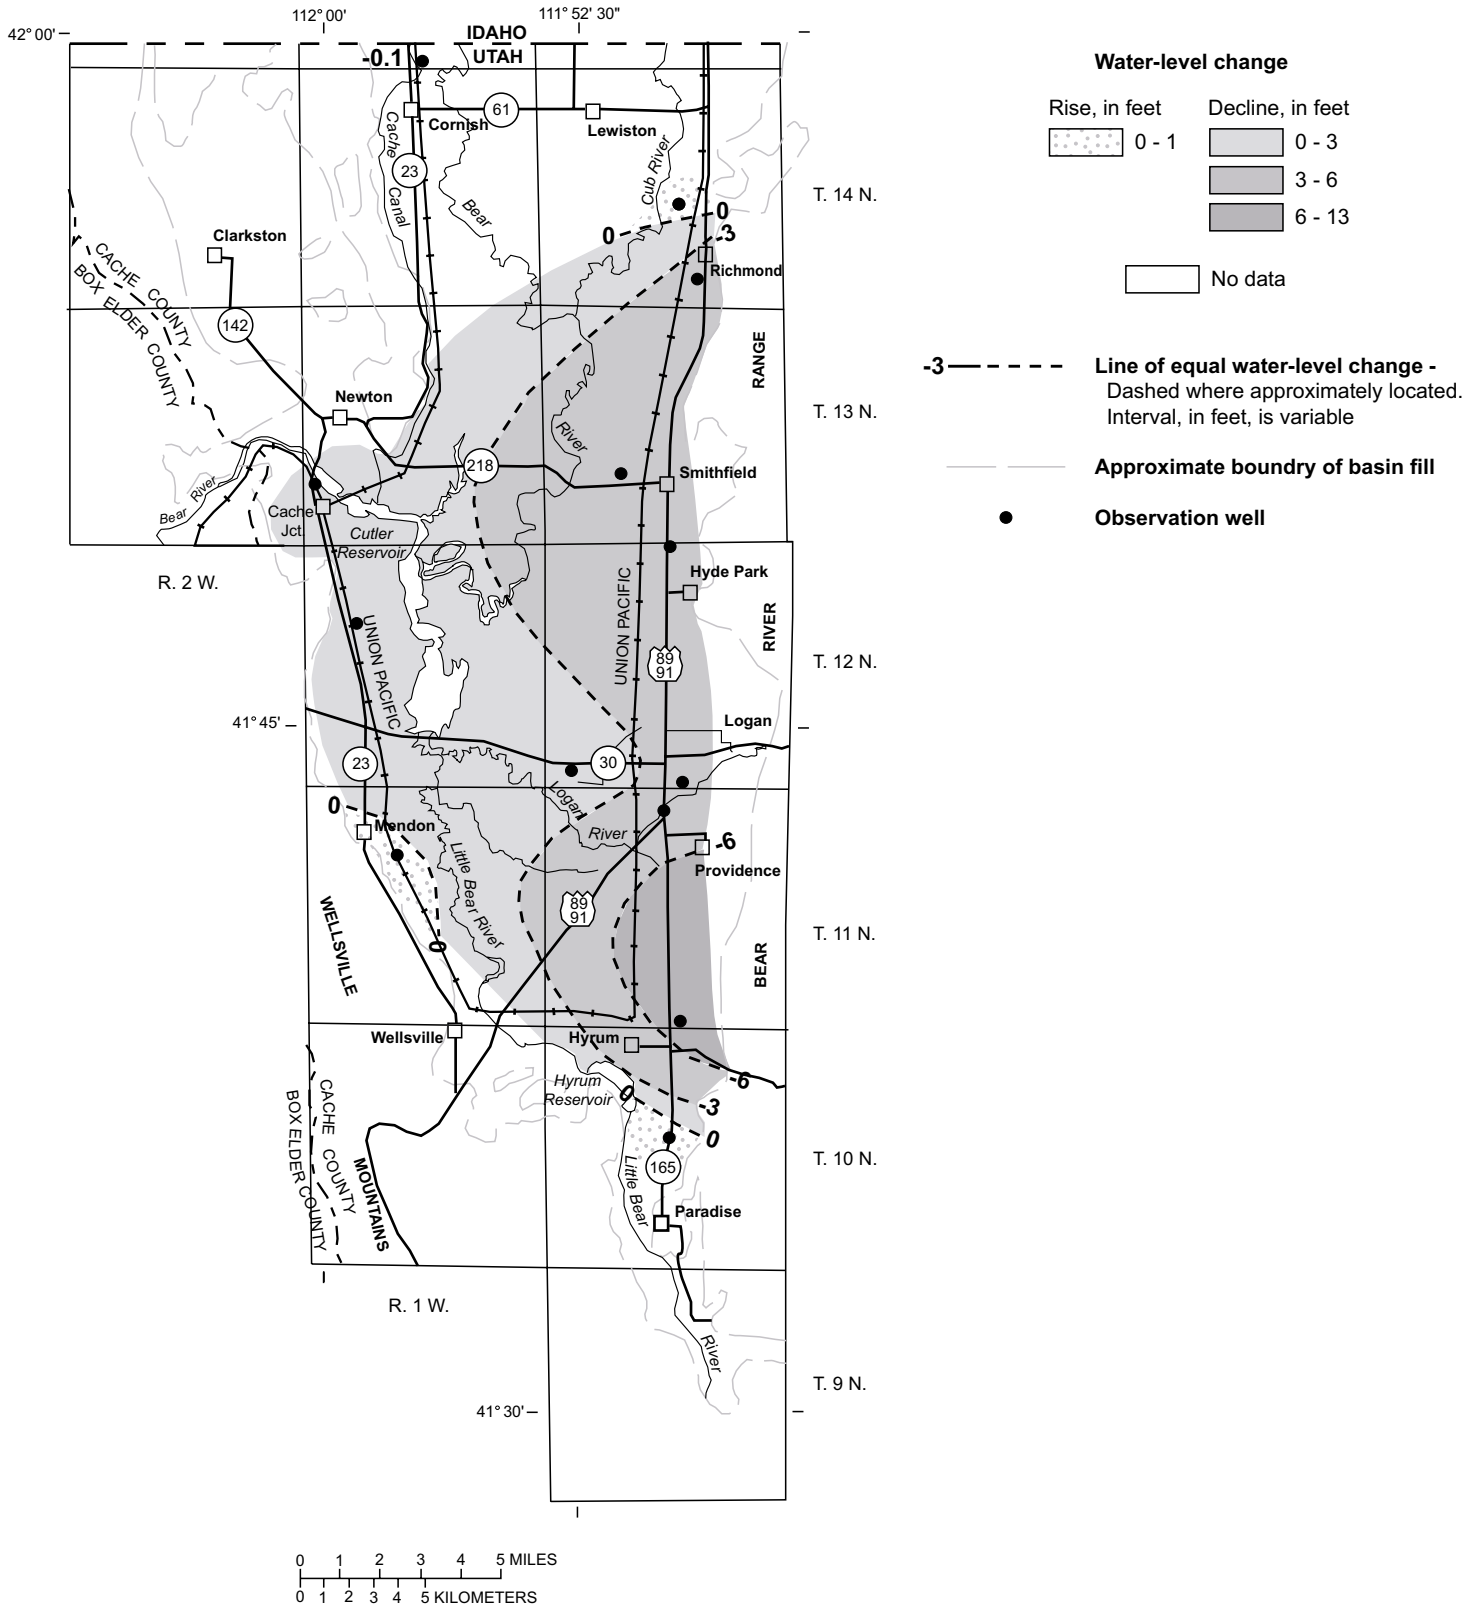 112° 00'
111° 52' 30"
42° 00'
IDAHO
UTAH
-0.1
Cornish
61
Lewiston
Cache
Canal
23
Bear
Cub River
T. 14 N.
0
0
-3
Clarkston
Richmond
CACHE COUNTY
BOX ELDER COUNTY
142
RANGE
Newton
T. 13 N.
River
218
Smithfield
Bear River
Cache
Jct.
Cutler
Reservoir
R. 2 W.
Hyde Park
UNION PACIFIC
UNION PACIFIC
RIVER
89
91
T. 12 N.
41° 45'
Logan
23
30
0
Mendon
Logan
River
-6
Providence
Little Bear River
89
91
WELLSVILLE
0
T. 11 N.
BEAR
Wellsville
Hyrum
Hyrum
Reservoir
0
-6
-3
0
CACHE COUNTY
BOX ELDER COUNTY
MOUNTAINS
165
T. 10 N.
Little Bear
Paradise
R. 1 W.
River
T. 9 N.
41° 30'
0 1 2 3 4 5 MILES
0 1 2 3 4 5 KILOMETERS
Water-level change
Rise, in feet
0 - 1
Decline, in feet
0 - 3
3 - 6
6 - 13
No data
-3
Line of equal water-level change -
Dashed where approximately located.
Interval, in feet, is variable
Approximate boundry of basin fill
Observation well